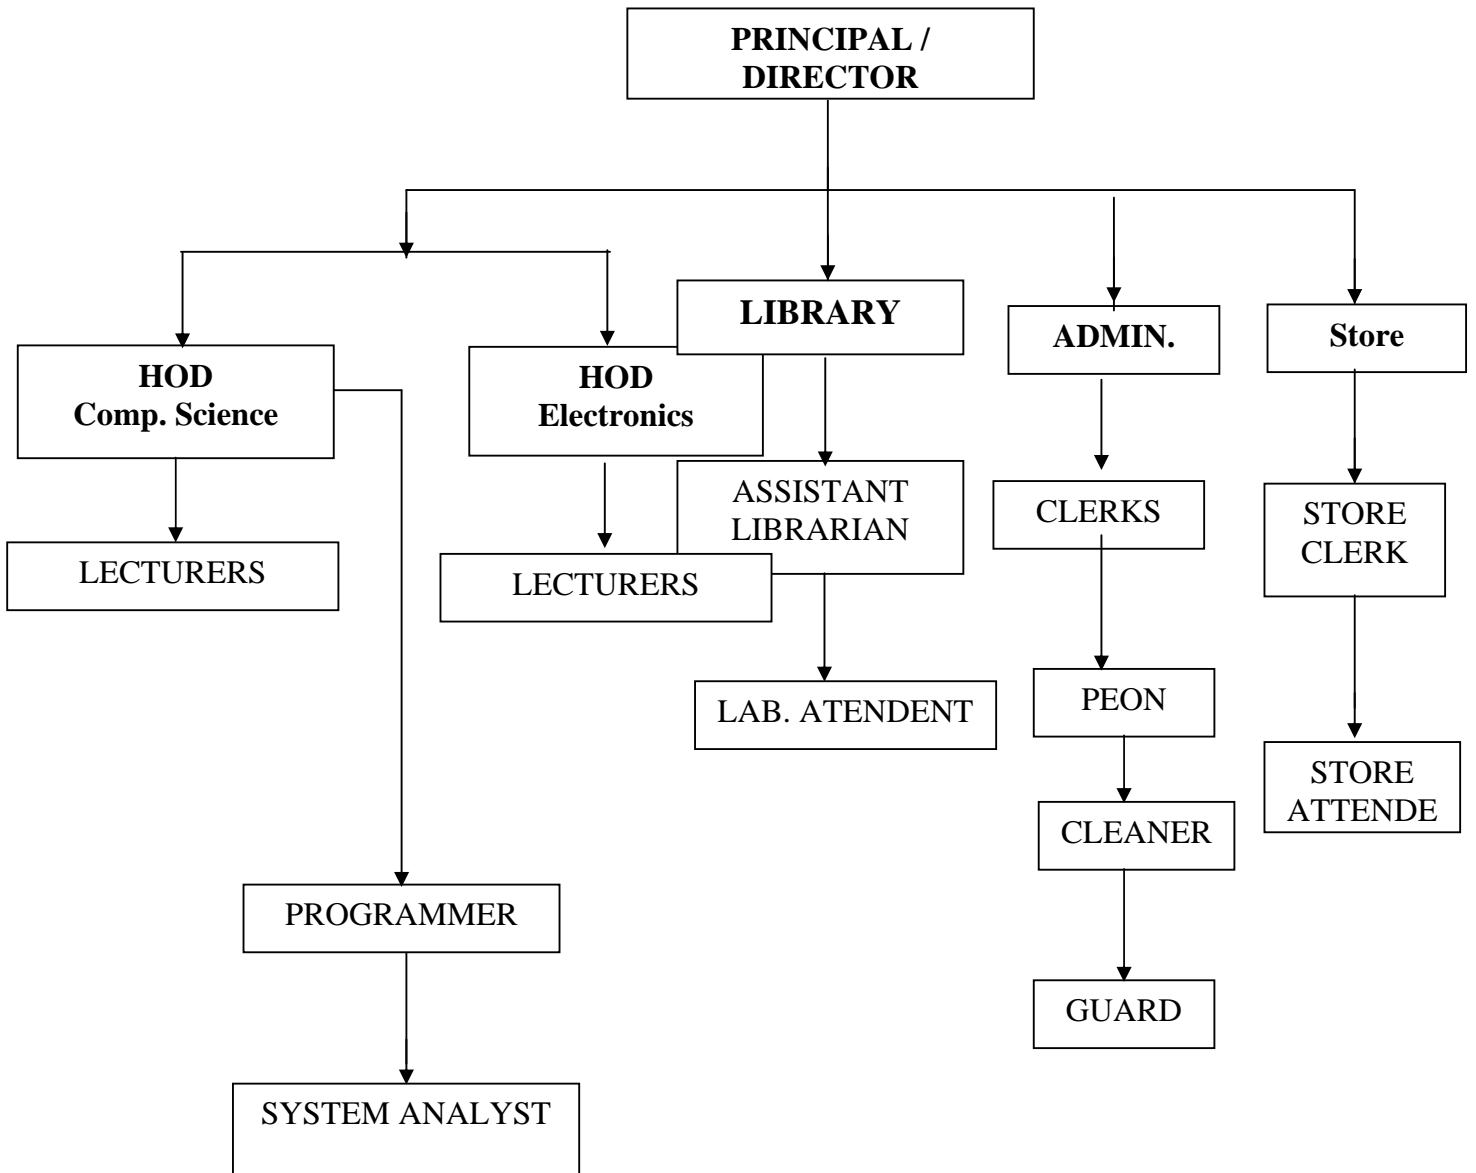 PRINCIPAL /
DIRECTOR
LIBRARY
ADMIN.
Store
HOD
Comp. Science
HOD
Electronics
ASSISTANT
LIBRARIAN
CLERKS
STORE
CLERK
LECTURERS
LECTURERS
LAB. ATENDENT
PEON
STORE
ATTENDE
CLEANER
PROGRAMMER
GUARD
SYSTEM ANALYST